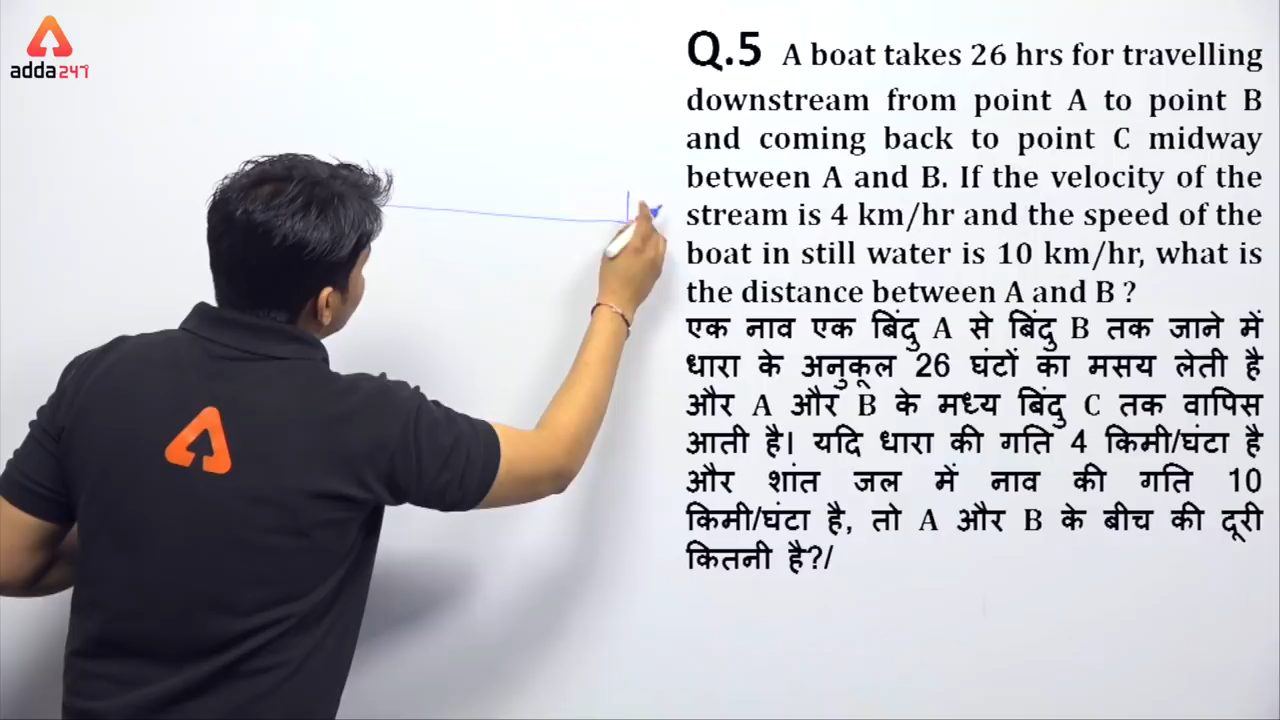 adda247
Q.5 A boat takes 26 hrs for travelling
downstream from point A to point B
and coming back to point C midway
between A and B. If the velocity of the
stream is 4 km/hr and the speed of the
boat in still water is 10 km/hr, what is
the distance between A and B ?
एक नाव एक बिंदु A से बिंदु B तक जाने में
धारा के अनुकूल 26 घंटों का मसय लेती है
और A और B के मध्य बिंदु C तक वापिस
आती है। यदि धारा की गति 4 किमी/घंटा है
और शांत जल में नाव की गति 10
किमी/घंटा है, तो A और B के बीच की दूरी
कितनी है?/